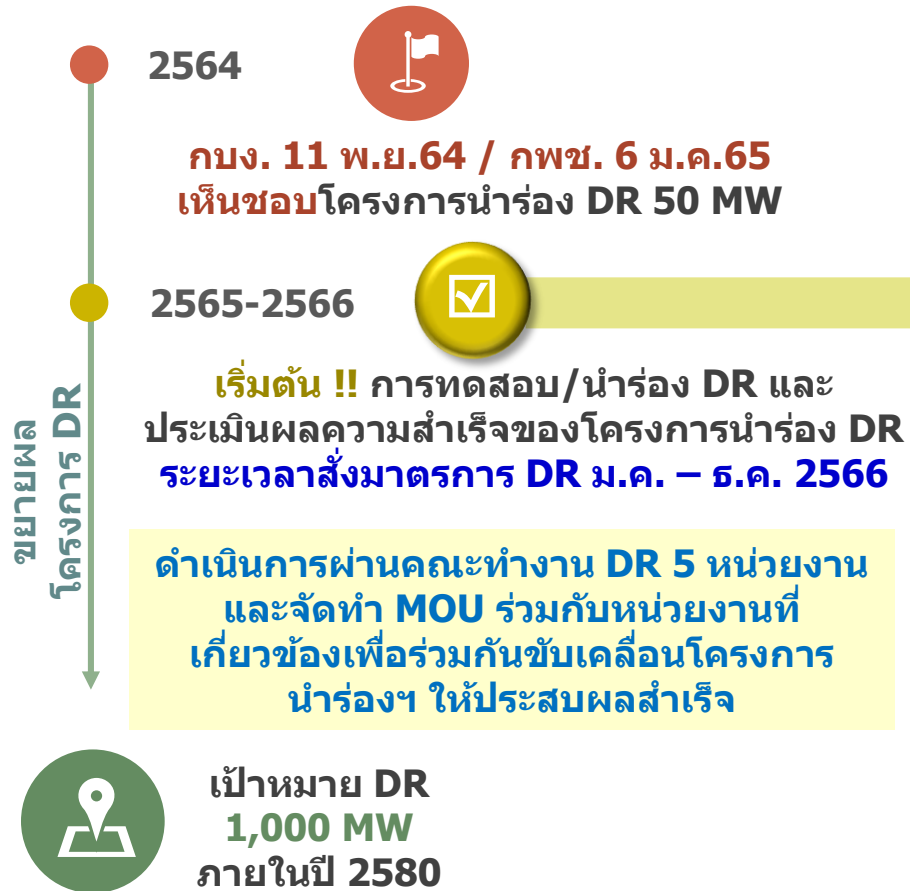 2564
กบง. 11 พ.ย.64 / กพช. 6 ม.ค.65
เห็นชอบโครงการนำร่อง DR 50 MW
2565-2566
เริ่มต้น !! การทดสอบ/นำร่อง DR และ
ประเมินผลความสำเร็จของโครงการนำร่อง DR
ระยะเวลาสั่งมาตรการ DR ม.ค. – ธ.ค. 2566
ขยายผล
โครงการ DR
ดำเนินการผ่านคณะทำงาน DR 5 หน่วยงาน
และจัดทำ MOU ร่วมกับหน่วยงานที่
เกี่ยวข้องเพื่อร่วมกันขับเคลื่อนโครงการ
นำร่องฯ ให้ประสบผลสำเร็จ
เป้าหมาย DR
1,000 MW
ภายในปี 2580